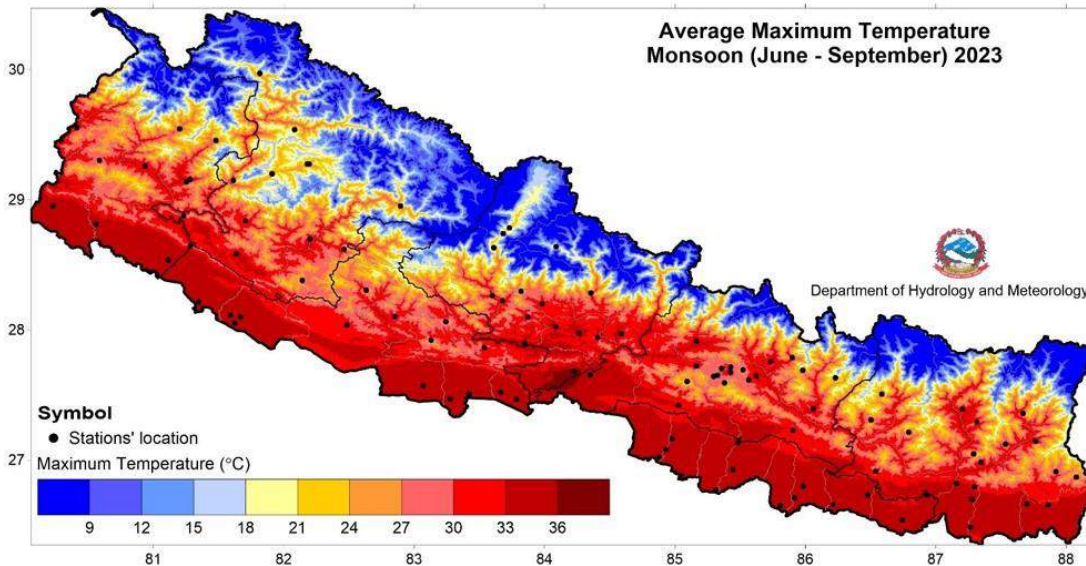 Average Maximum Temperature
Monsoon (June - September) 2023
30
29
Department of Hydrology and Meteorology
28
Symbol
Stations' location
27
Maximum Temperature (°C)
9 12 15 18 21 24 27 30 33 36
81 82 83 84 85 86 87 88